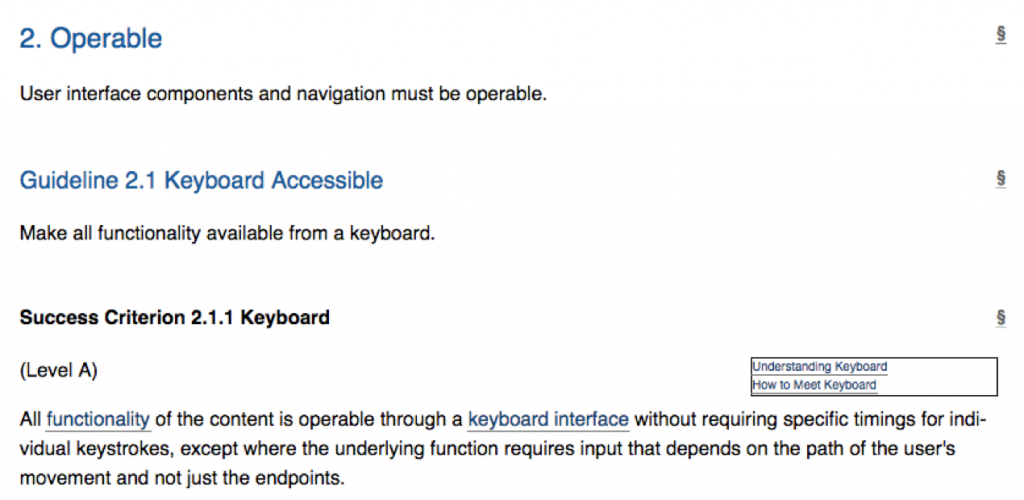 2. Operable §
User interface components and navigation must be operable.
Guideline 2.1 Keyboard Accessible §
Make all functionality available from a keyboard.
Success Criterion 2.1.1 Keyboard §
(Level A)
Understanding Keyboard
How to Meet Keyboard
All functionality of the content is operable through a keyboard interface without requiring specific timings for indi-
vidual keystrokes, except where the underlying function requires input that depends on the path of the user's
movement and not just the endpoints.